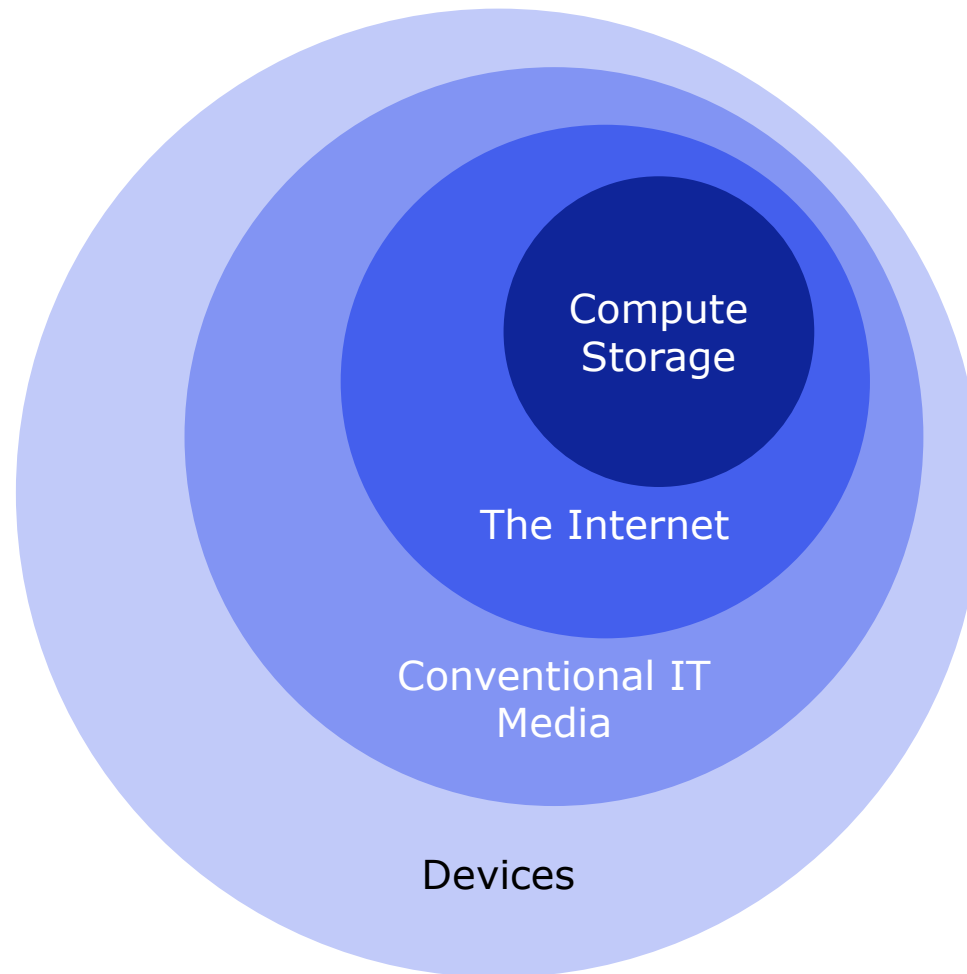 Compute
Storage
The Internet
Conventional IT
Media
Devices